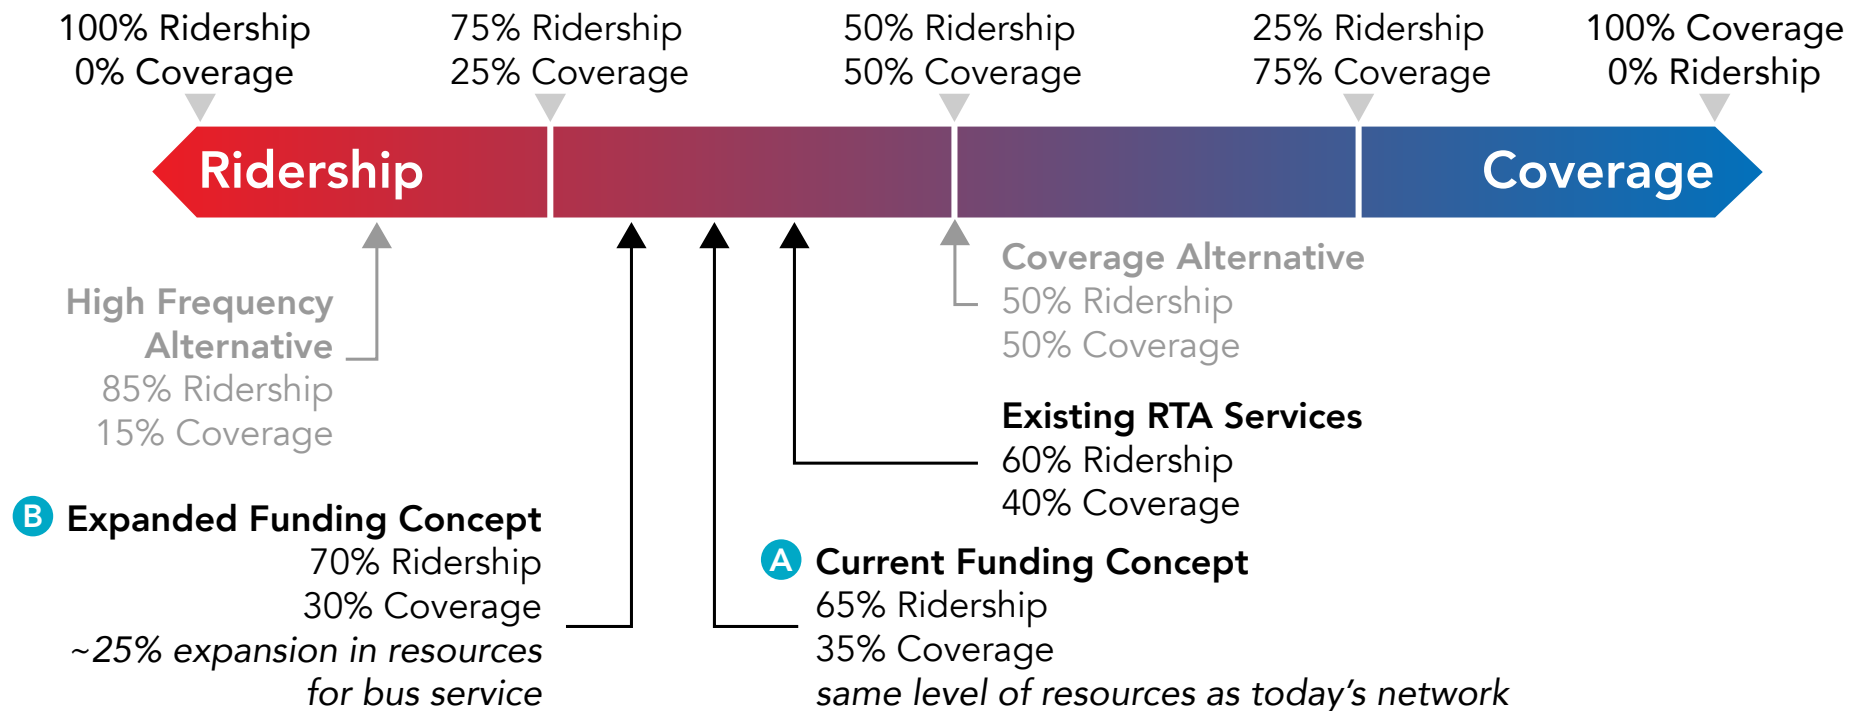 100% Ridership
0% Coverage
75% Ridership
25% Coverage
50% Ridership
50% Coverage
25% Ridership
75% Coverage
100% Coverage
0% Ridership
Ridership
Coverage
High Frequency
Alternative
85% Ridership
15% Coverage
Coverage Alternative
50% Ridership
50% Coverage
Existing RTA Services
60% Ridership
40% Coverage
B Expanded Funding Concept
70% Ridership
30% Coverage
~25% expansion in resources
for bus service
A Current Funding Concept
65% Ridership
35% Coverage
same level of resources as today's network